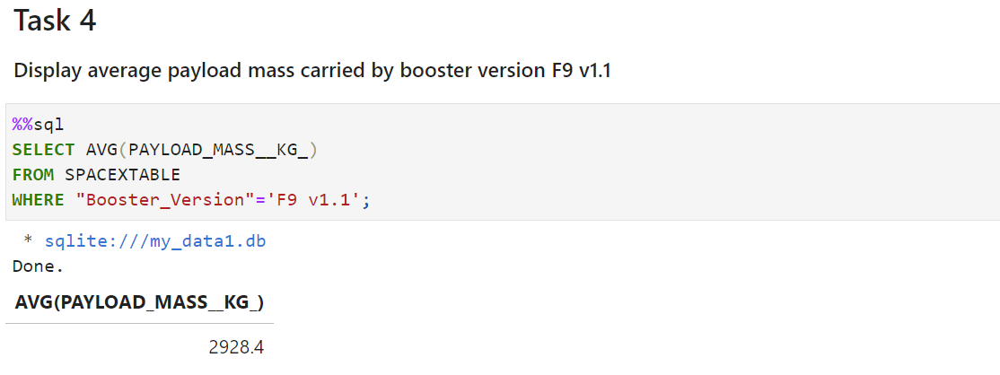 Task 4
Display average payload mass carried by booster version F9 v1.1
%%sql
SELECT AVG(PAYLOAD_MASS__KG_)
FROM SPACEXTABLE
WHERE "Booster_Version"='F9 v1.1';
* sqlite:///my_data1.db
Done.
AVG(PAYLOAD_MASS__KG_)
2928.4